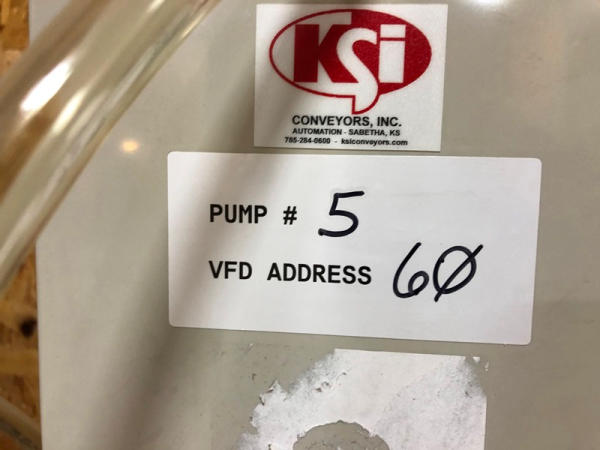 KSi
CONVEYORS, INC.
AUTOMATION - SABETHA, KS
785-284-0600 - ksiconveyors.com
PUMP # 5
VFD ADDRESS 60